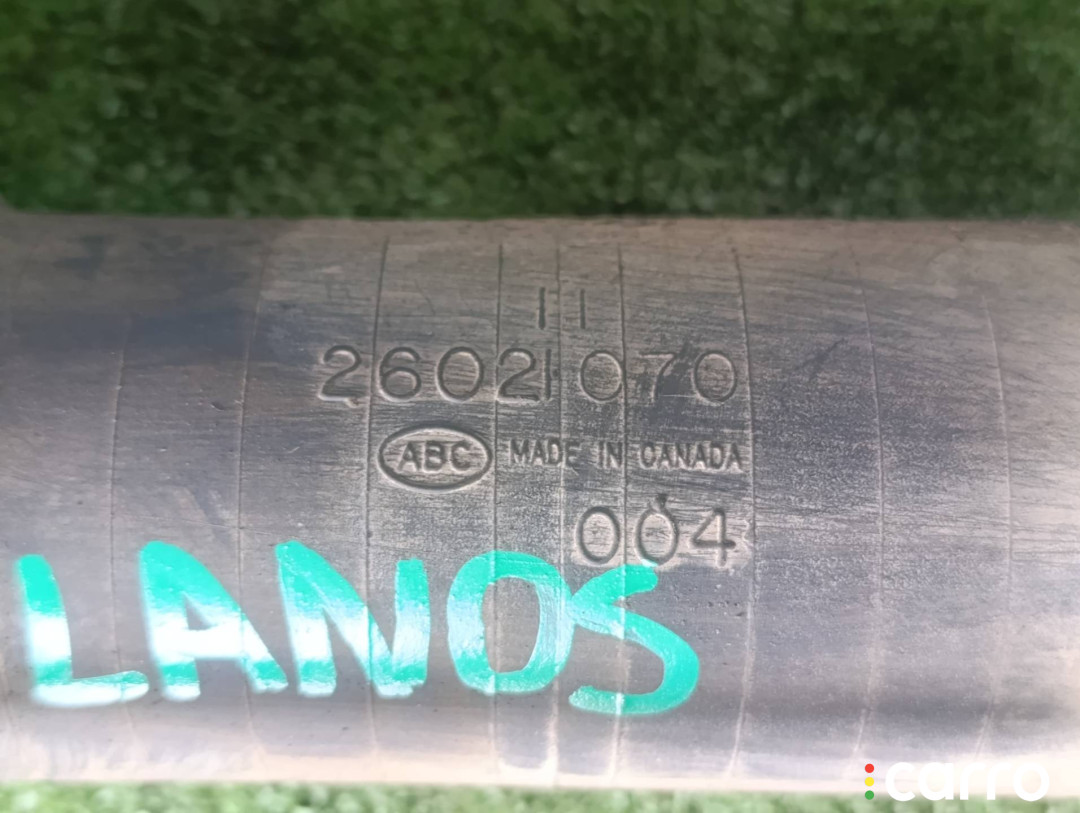 11
26021070
ABC MADE IN CANADA
004
LANOS
carro